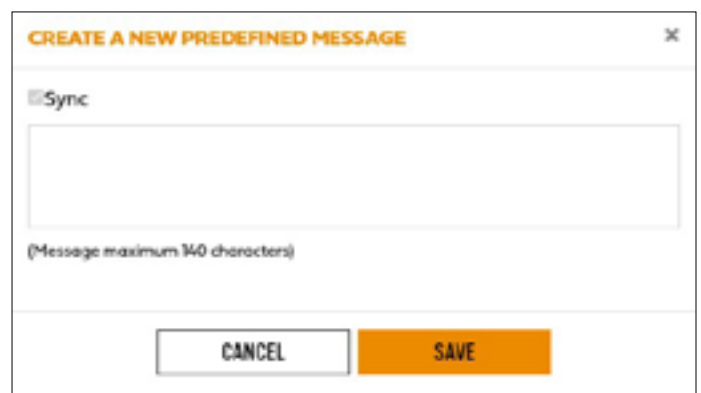 CREATE A NEW PREDEFINED MESSAGE
Sync
(Message maximum 140 characters)
CANCEL SAVE